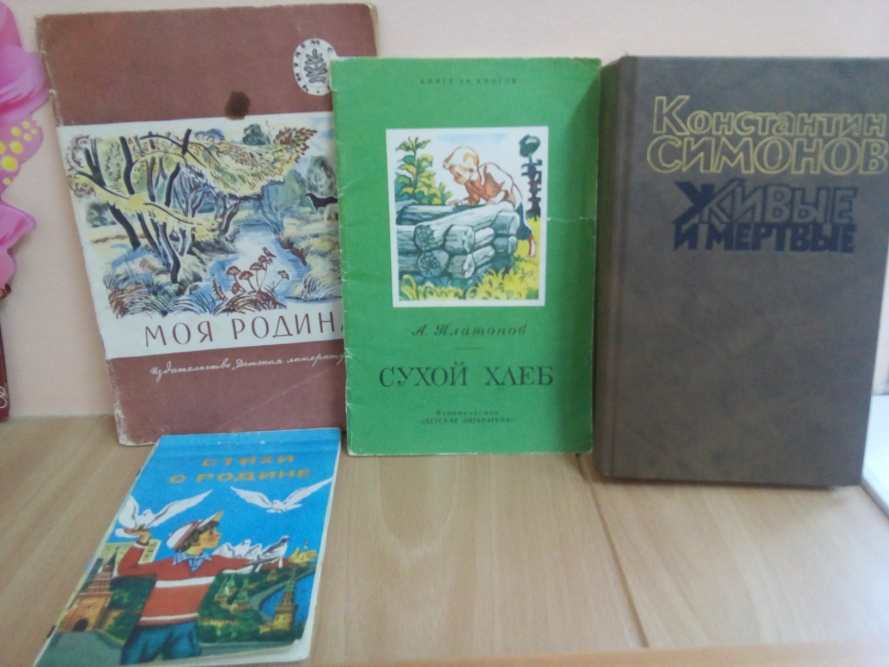 МОЯ РОДИНА
Издательство „Детская литература
КНИГА ЗА КНИГОЙ
А. Платонов
СУХОЙ ХЛЕБ
Издательство
«ДЕТСКАЯ ЛИТЕРАТУРА»
Константин
СИМОНОВ
ЖИВЫЕ
И МЕРТВЫЕ
СТИХИ
О РОДИНЕ